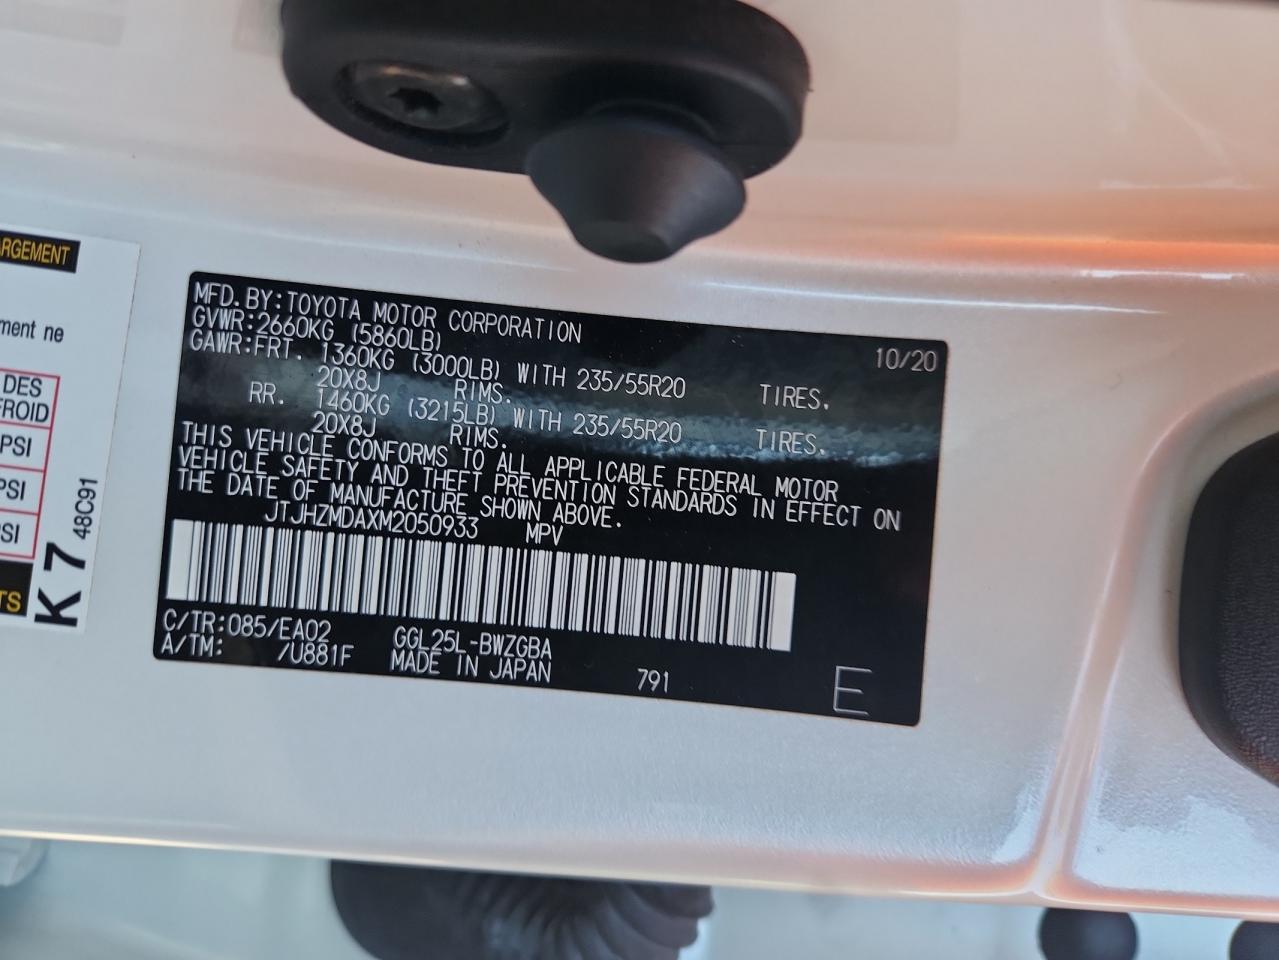 ARGEMENT
ment ne
DES
FROID
PSI
PSI
PSI
TS
K 7
48C91
MFD.BY:TOYOTA MOTOR CORPORATION 10/20
GVWR:2660KG (5860LB)
GAWR:FRT. 1360KG (3000LB) WITH 235/55R20 TIRES.
20X8J RIMS.
RR. 1460KG (3215LB) WITH 235/55R20 TIRES.
20X8J RIMS.
THIS VEHICLE CONFORMS TO ALL APPLICABLE FEDERAL MOTOR
VEHICLE SAFETY AND THEFT PREVENTION STANDARDS IN EFFECT ON
THE DATE OF MANUFACTURE SHOWN ABOVE.
JTJHZMDAXM2050933 MPV
C/TR:085/EA02 GGL25L-BWZGBA
A/TM: /U881F MADE IN JAPAN 791 E